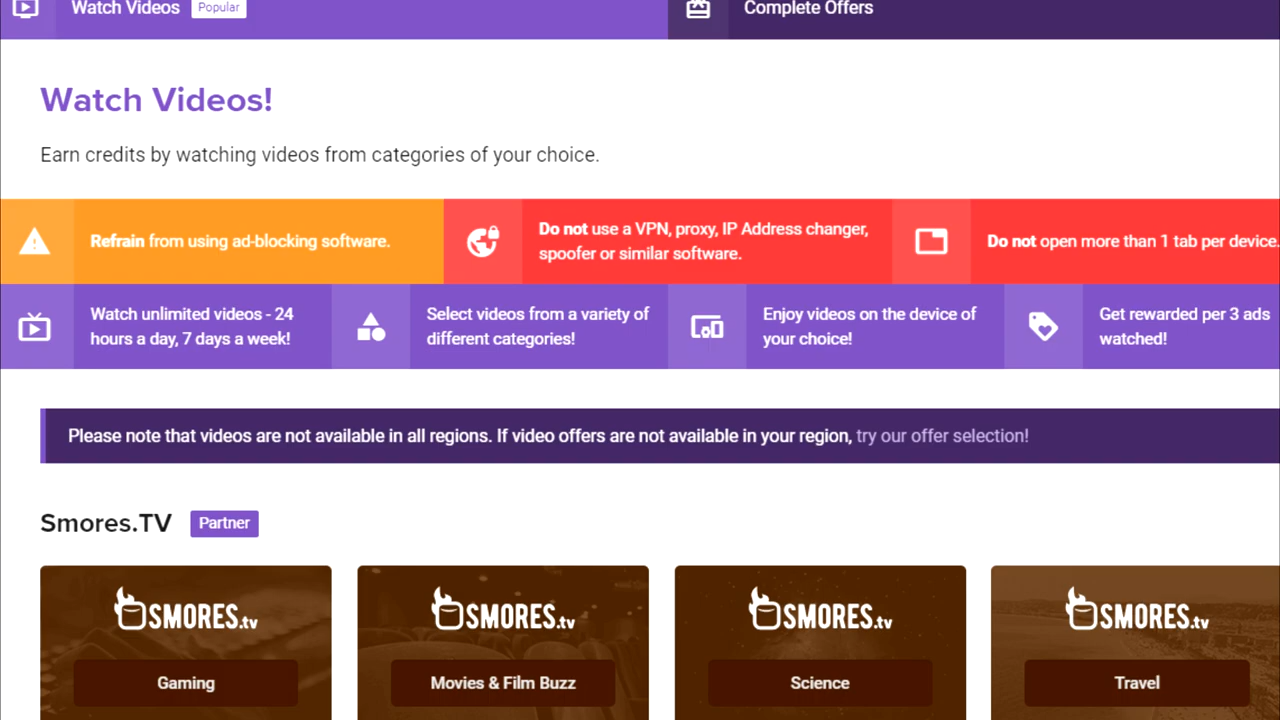 Watch Videos Popular
Complete Offers
Watch Videos!
Earn credits by watching videos from categories of your choice.
Refrain from using ad-blocking software.
Do not use a VPN, proxy, IP Address changer,
spoofer or similar software.
Do not open more than 1 tab per device.
Watch unlimited videos - 24
hours a day, 7 days a week!
Select videos from a variety of
different categories!
Enjoy videos on the device of
your choice!
Get rewarded per 3 ads
watched!
Please note that videos are not available in all regions. If video offers are not available in your region, try our offer selection!
Smores.TV Partner
SMORES.tv
Gaming
SMORES.tv
Movies & Film Buzz
SMORES.tv
Science
SMORES.tv
Travel